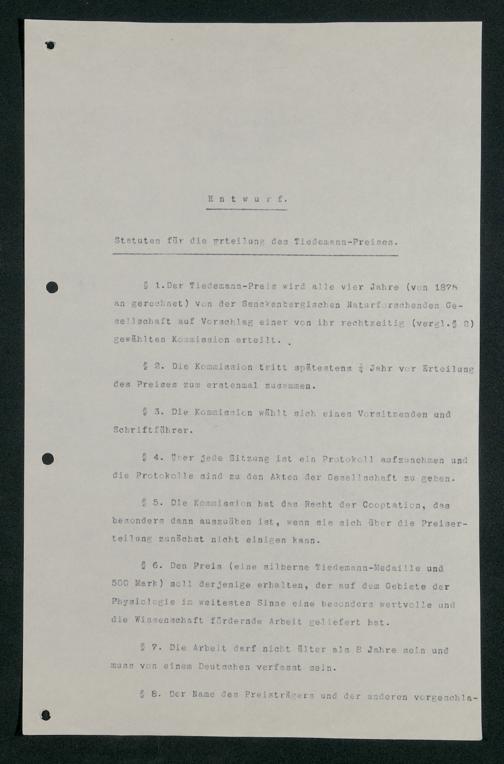 Entwurf.
Statuten für die Erteilung des Tiedemann-Preises.
§ 1.Der Tiedemann-Preis wird alle vier Jahre (von 1875
an gerechnet) von der Senckenbergischen Naturforschenden Ge-
sellschaft auf Vorschlag einer von ihr rechtzeitig (vergl.§ 2)
gewählten Kommission erteilt.
§ 2. Die Kommission tritt spätestens Jahr vor Erteilung
des Preises zum erstenmal zusammen.
§ 3. Die Kommission wählt sich einen Vorsitzenden und
Schriftführer.
§ 4. Über jede Sitzung ist ein Protokoll aufzunehmen und
die Protokolle sind zu den Akten der Gesellschaft zu geben.
§ 5. Die Kommission hat das Recht der Cooptation, das
besonders dann auszuüben ist, wenn sie sich über die Preiser-
teilung zunächst nicht einigen kann.
§ 6. Den Preis (eine silberne Tiedemann-Medaille und
500 Mark) soll derjenige erhalten, der auf dem Gebiete der
Physiologie im weitesten Sinne eine besonders wertvolle und
die Wissenschaft fördernde Arbeit geliefert hat.
§ 7. Die Arbeit darf nicht älter als 8 Jahre sein und
muss von einem Deutschen verfasst sein.
§ 8. Der Name des Preisträgers und der anderen vorgeschla-